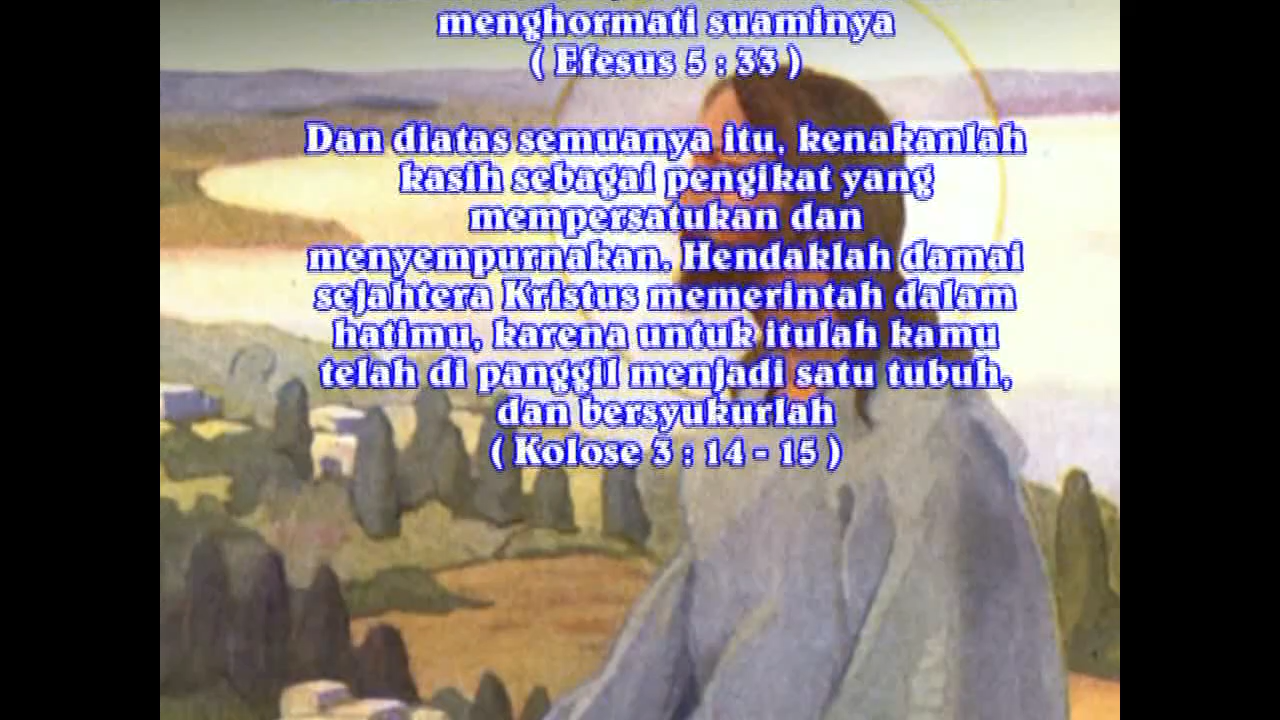 menghormati suaminya
( Efesus 5 : 33 )
Dan diatas semuanya itu, kenakanlah
kasih sebagai pengikat yang
mempersatukan dan
menyempurnakan. Hendaklah damai
sejahtera Kristus memerintah dalam
hatimu, karena untuk itulah kamu
telah di panggil menjadi satu tubuh,
dan bersyukurlah
( Kolose 3 : 14 - 15 )